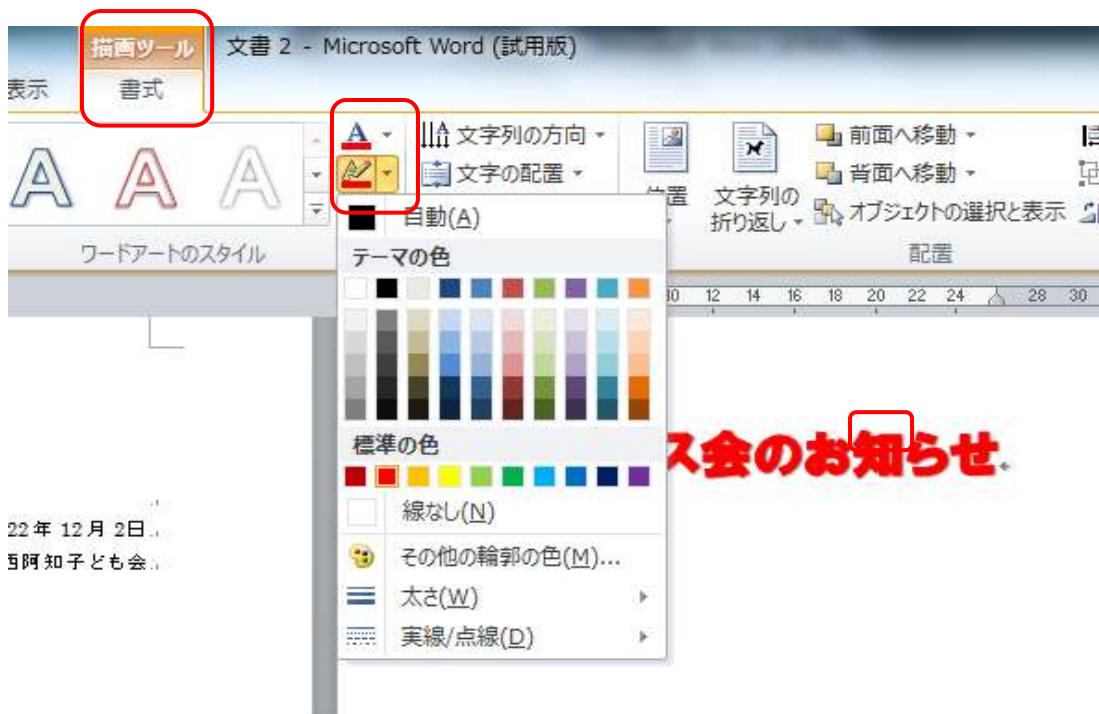 描画ツール 文書 2 - Microsoft Word (試用版)
表示 書式
A 文字列の方向 前面へ移動
文字の配置 背面へ移動
A A A 文字列の オブジェクトの選択と表示
折り返し
自動(A)
ワードアートのスタイル 配置
テーマの色
10 12 14 16 18 20 22 24 28 30
標準の色
ス会のお知らせ
線なし(N)
22年 12月 2日
阿知子ども会
その他の輪郭の色(M)...
太さ(W)
実線/点線(D)